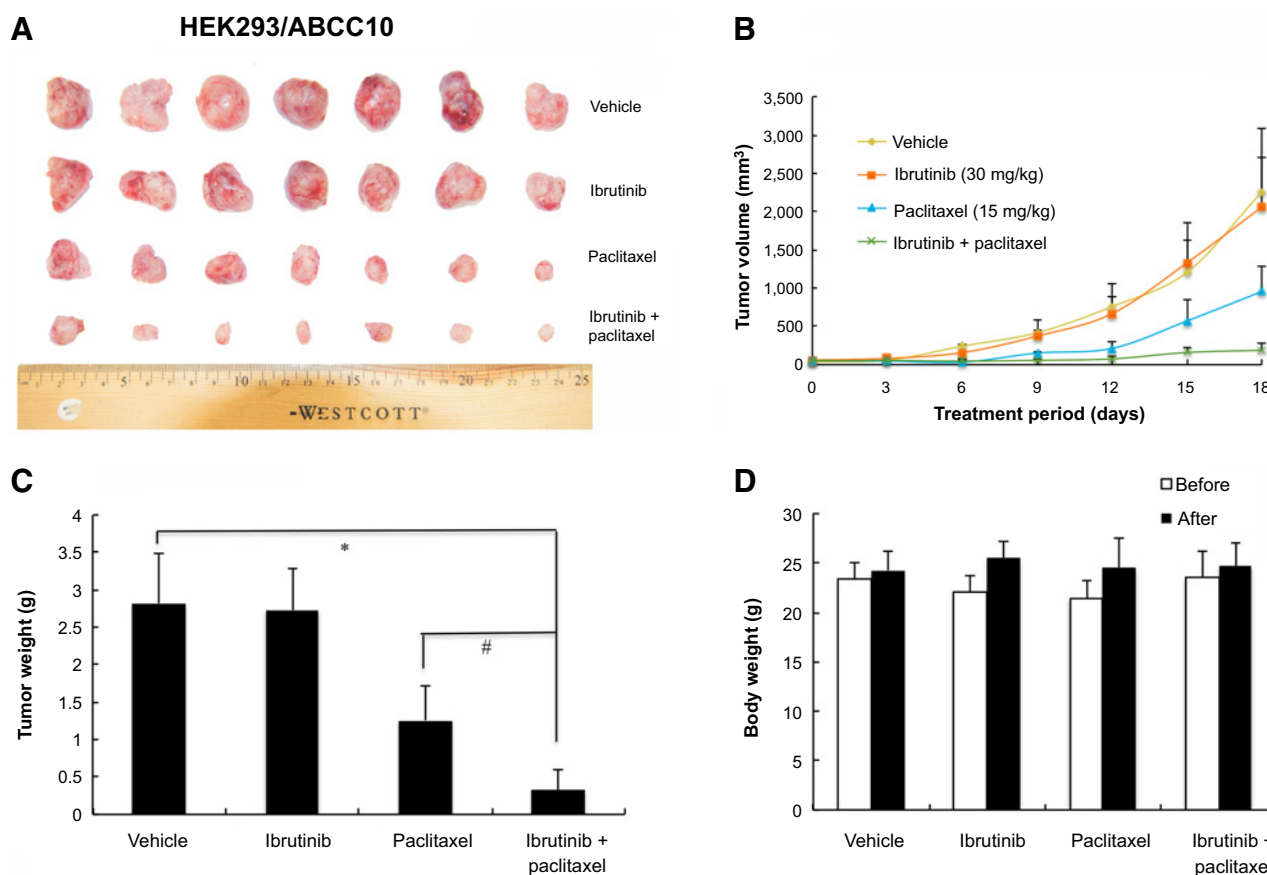 A
HEK293/ABCC10
Vehicle
Ibrutinib
Paclitaxel
Ibrutinib +
paclitaxel
5 10 15 20 25
WESTCOTT®
B
Tumor volume (mm³)
3,500
3,000
2,500
2,000
1,500
1,000
500
0
Vehicle
Ibrutinib (30 mg/kg)
Paclitaxel (15 mg/kg)
Ibrutinib + paclitaxel
0 3 6 9 12 15 18
Treatment period (days)
C
Tumor weight (g)
4
3.5
3
2.5
2
1.5
1
0.5
0
*
#
Vehicle Ibrutinib Paclitaxel Ibrutinib +
paclitaxel
D
Before
After
Body weight (g)
30
25
20
15
10
5
0
Vehicle Ibrutinib Paclitaxel Ibrutinib
paclitaxe